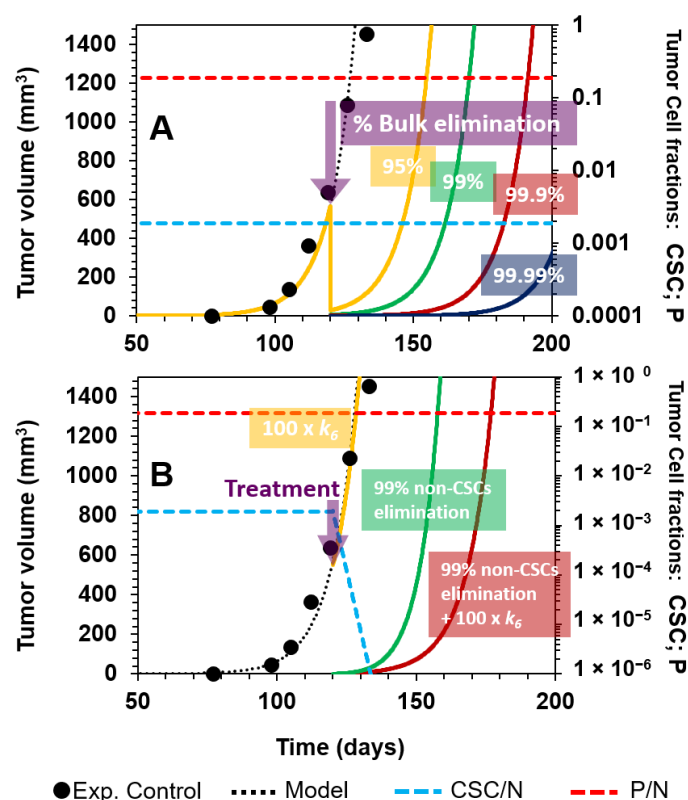 Tumor volume (mm³)
1400
1200
1000
800
600
400
200
0
A
% Bulk elimination
95%
99%
99.9%
99.99%
1
0.1
0.01
0.001
0.0001
Tumor Cell fractions: CSC; P
50
100
150
200
Tumor volume (mm³)
1400
1200
1000
800
600
400
200
0
B
100 x k₆
Treatment
99% non-CSCs
elimination
99% non-CSCs
elimination
+ 100 x k₆
1 × 10⁰
1 × 10⁻¹
1 × 10⁻²
1 × 10⁻³
1 × 10⁻⁴
1 × 10⁻⁵
1 × 10⁻⁶
Tumor Cell fractions: CSC; P
50
100
150
200
Time (days)
Exp. Control Model CSC/N P/N